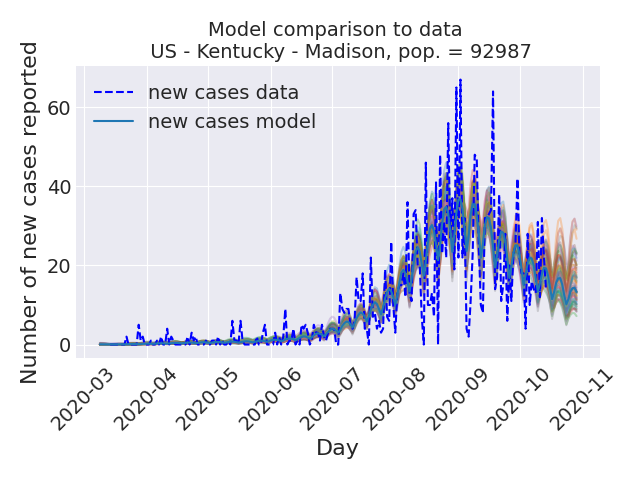 Model comparison to data
US - Kentucky - Madison, pop. = 92987
Number of new cases reported
60
40
20
0
new cases data
new cases model
2020-03
2020-04
2020-05
2020-06
2020-07
2020-08
2020-09
2020-10
2020-11
Day